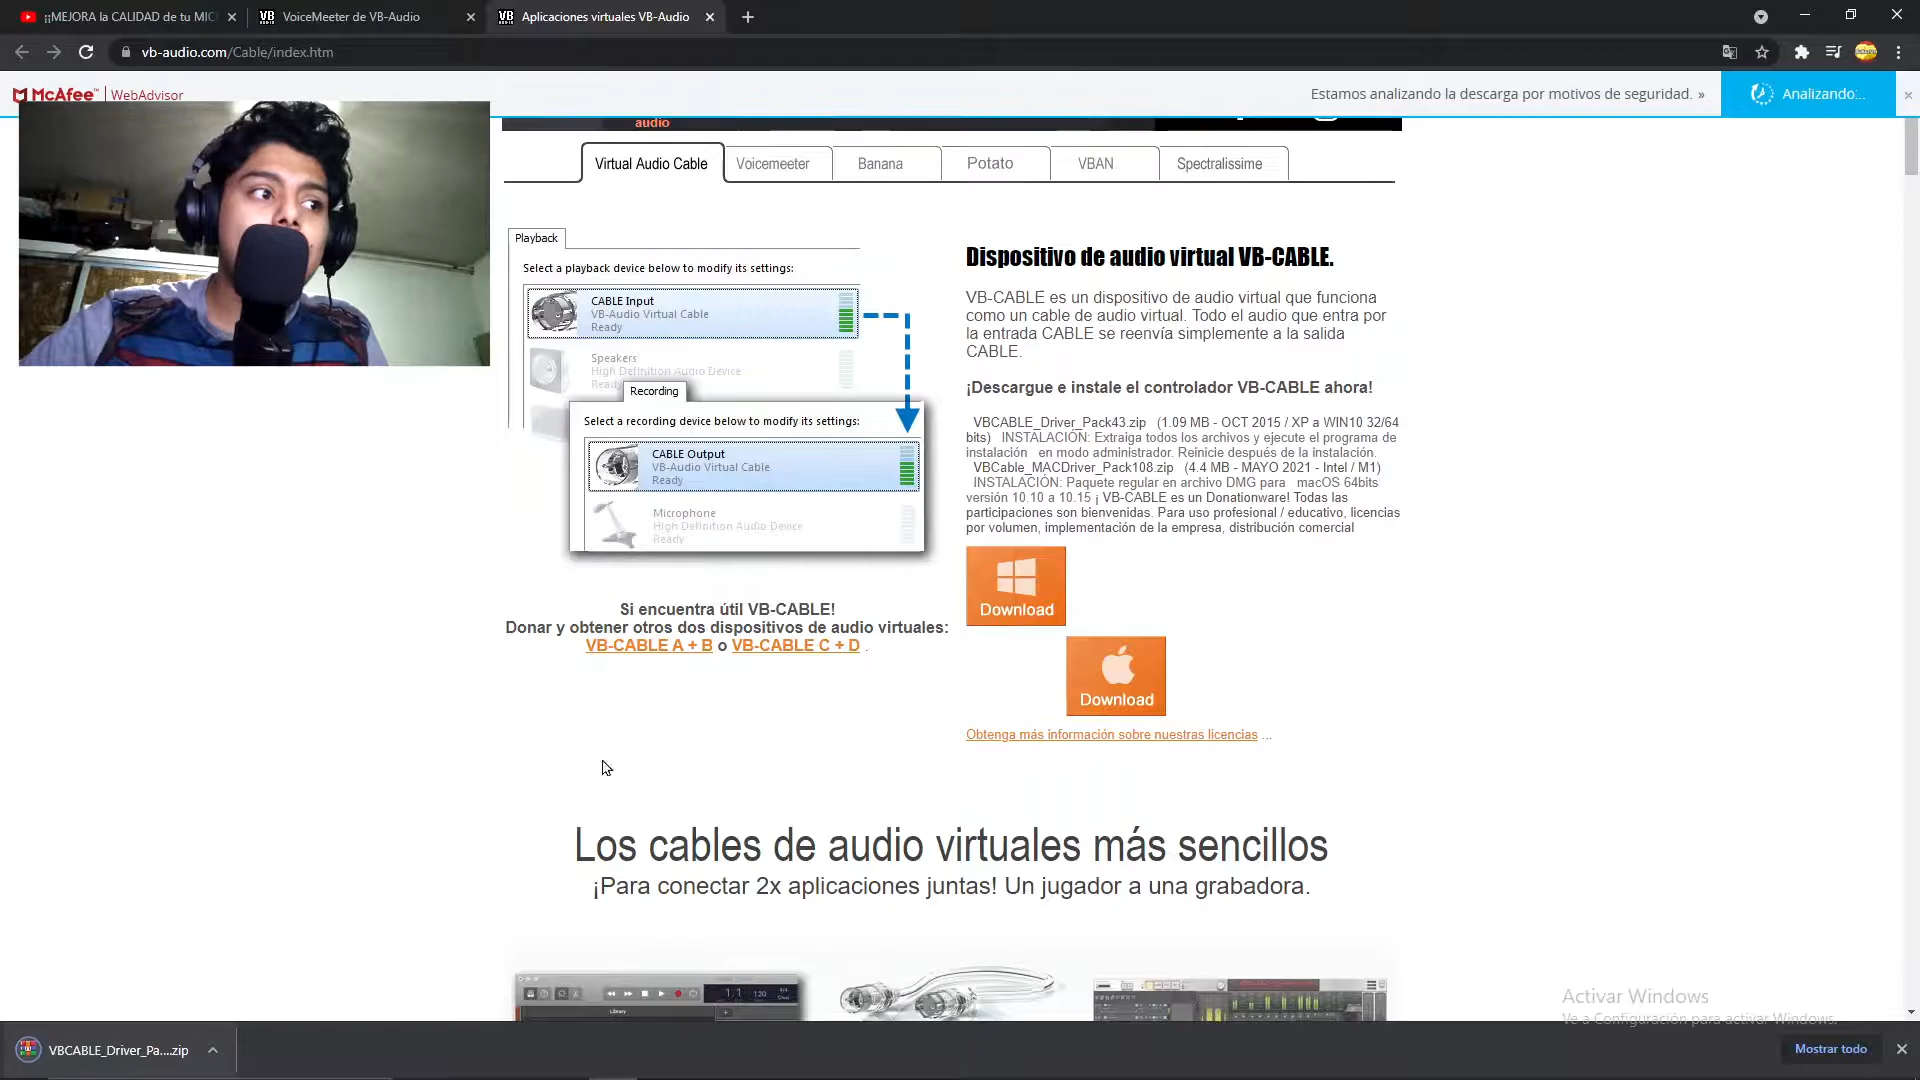 ¡¡MEJORA la CALIDAD de tu MIC
VoiceMeeter de VB-Audio
Aplicaciones virtuales VB-Audio
vb-audio.com/Cable/index.htm
McAfee™ | WebAdvisor
Estamos analizando la descarga por motivos de seguridad. »
Analizando...
audio
Virtual Audio Cable
Voicemeeter
Banana
Potato
VBAN
Spectralissime
Playback
Select a playback device below to modify its settings:
CABLE Input
VB-Audio Virtual Cable
Ready
Speakers
High Definition Audio Device
Ready
Recording
Select a recording device below to modify its settings:
CABLE Output
VB-Audio Virtual Cable
Ready
Microphone
High Definition Audio Device
Ready
Si encuentra útil VB-CABLE!
Donar y obtener otros dos dispositivos de audio virtuales:
VB-CABLE A + B o VB-CABLE C + D .
Dispositivo de audio virtual VB-CABLE.
VB-CABLE es un dispositivo de audio virtual que funciona
como un cable de audio virtual. Todo el audio que entra por
la entrada CABLE se reenvía simplemente a la salida
CABLE.
¡Descargue e instale el controlador VB-CABLE ahora!
VBCABLE_Driver_Pack43.zip (1.09 MB - OCT 2015 / XP a WIN10 32/64
bits) INSTALACIÓN: Extraiga todos los archivos y ejecute el programa de
instalación en modo administrador. Reinicie después de la instalación.
VBCable_MACDriver_Pack108.zip (4.4 MB - MAYO 2021 - Intel / M1)
INSTALACIÓN: Paquete regular en archivo DMG para macOS 64bits
versión 10.10 a 10.15 ¡ VB-CABLE es un Donationware! Todas las
participaciones son bienvenidas. Para uso profesional / educativo, licencias
por volumen, implementación de la empresa, distribución comercial
Download
Download
Obtenga más información sobre nuestras licencias ...
Los cables de audio virtuales más sencillos
¡Para conectar 2x aplicaciones juntas! Un jugador a una grabadora.
Library
Activar Windows
Ve a Configuración para activar Windows.
VBCABLE_Driver_Pa....zip
Mostrar todo